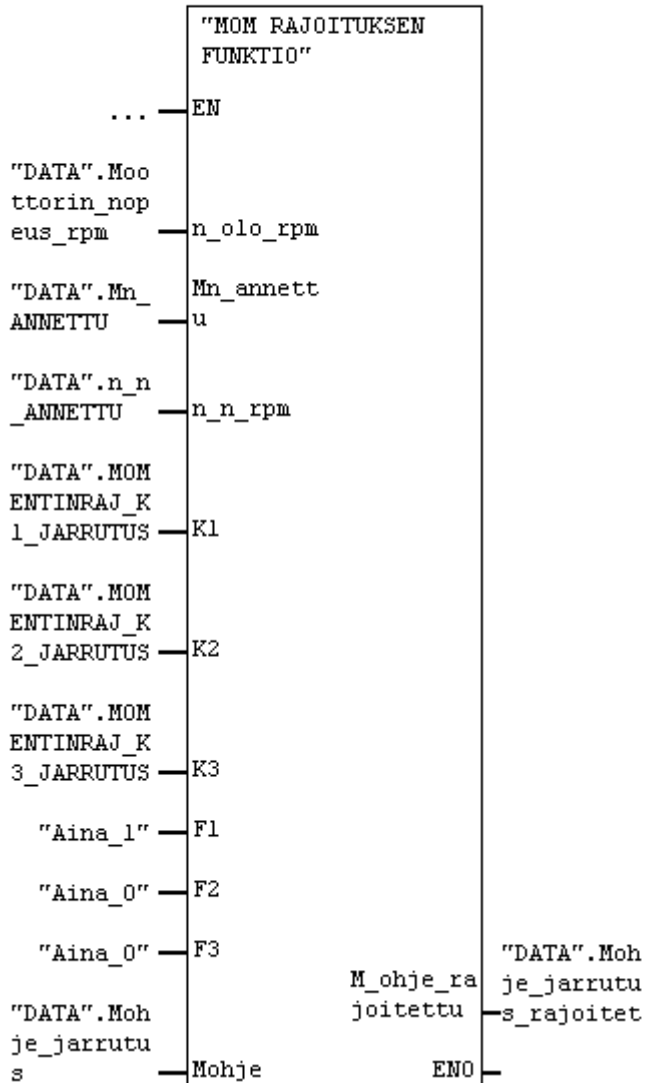 "MOM RAJOITUKSEN
FUNKTIO"
... EN
"DATA".Moo
ttorin_nop
eus_rpm n_olo_rpm
"DATA".Mn_ Mn_annett
ANNETTU u
"DATA".n_n
_ANNETTU n_n_rpm
"DATA".MOM
ENTINRAJ_K
1_JARRUTUS K1
"DATA".MOM
ENTINRAJ_K
2_JARRUTUS K2
"DATA".MOM
ENTINRAJ_K
3_JARRUTUS K3
"Aina_1" F1
"Aina_0" F2
"Aina_0" F3 "DATA".Moh
M_ohje_ra je_jarrutu
"DATA".Moh joitettu s_rajoitet
je_jarrutu
s Mohje ENO